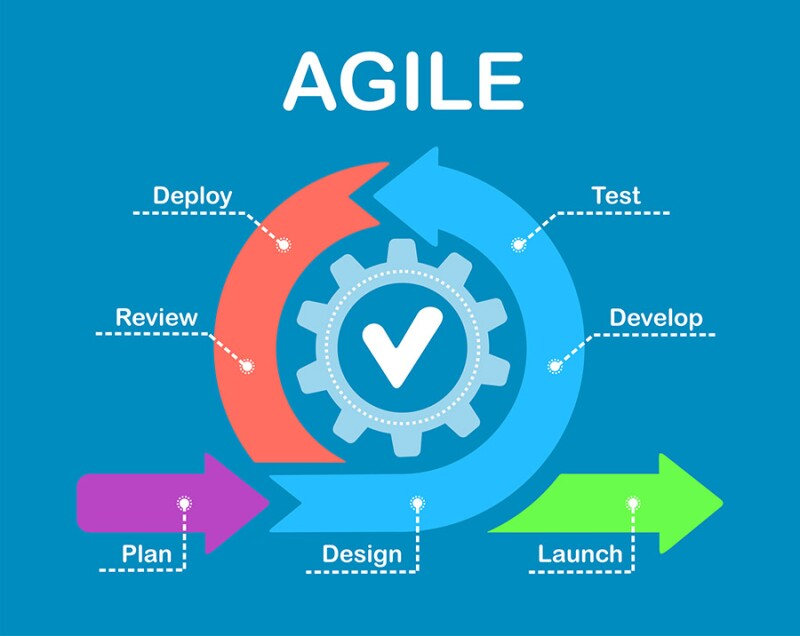 AGILE
Deploy
Test
Review
Develop
Plan
Design
Launch